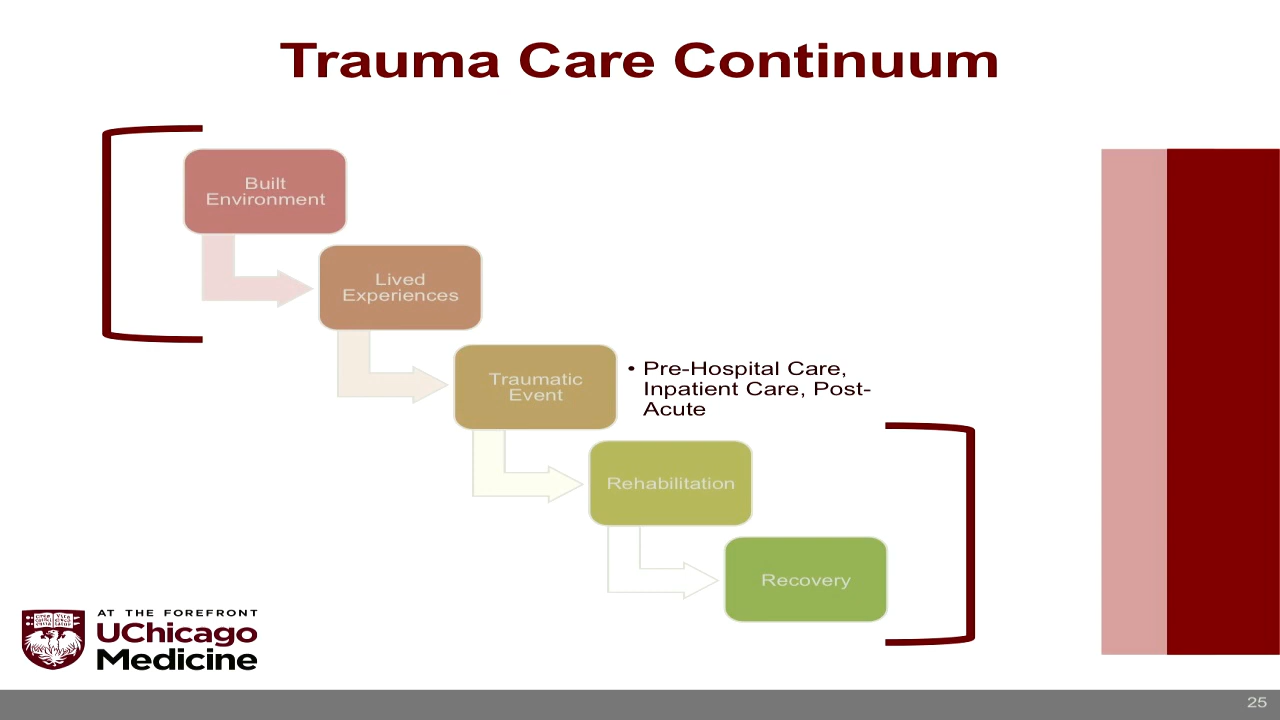 Trauma Care Continuum
Built
Environment
Lived
Experiences
Traumatic
Event
• Pre-Hospital Care,
Inpatient Care, Post-
Acute
Rehabilitation
Recovery
AT THE FOREFRONT
UChicago
Medicine
25